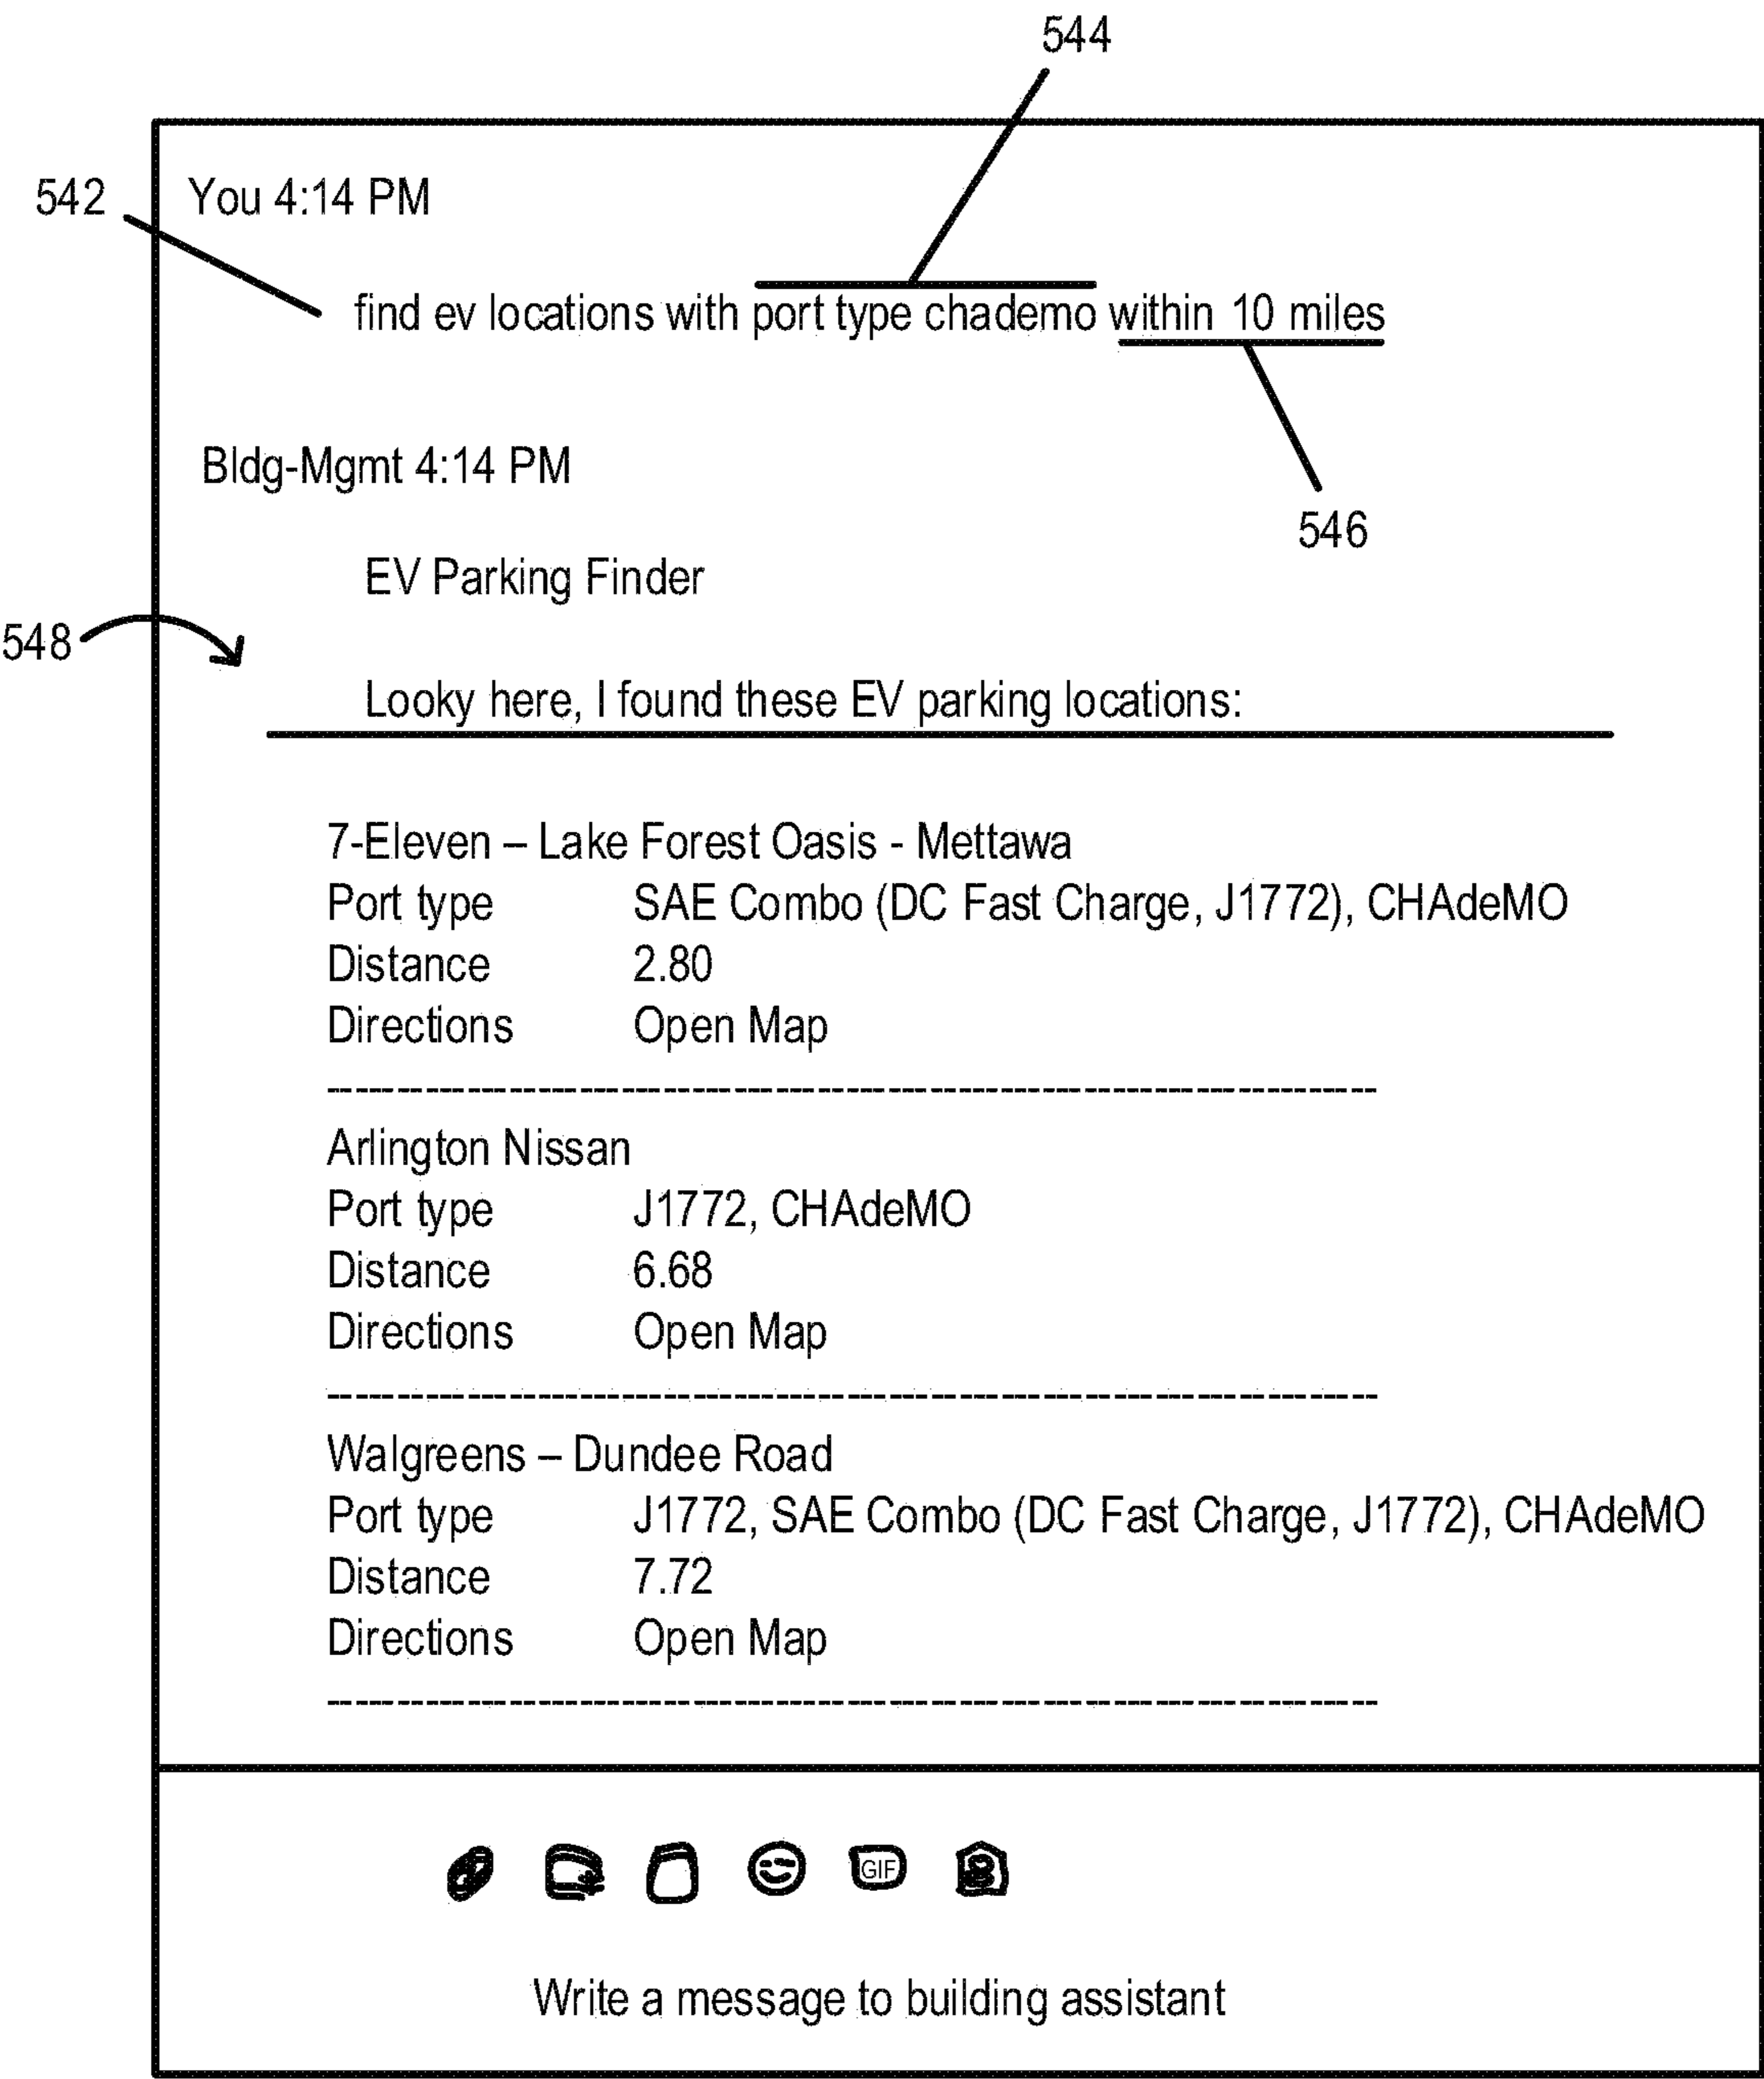 544
542
You 4:14 PM
find ev locations with port type chademo within 10 miles
Bldg-Mgmt 4:14 PM
546
EV Parking Finder
548
Looky here, I found these EV parking locations:
7-Eleven – Lake Forest Oasis - Mettawa
Port type SAE Combo (DC Fast Charge, J1772), CHAdeMO
Distance 2.80
Directions Open Map
Arlington Nissan
Port type J1772, CHAdeMO
Distance 6.68
Directions Open Map
Walgreens – Dundee Road
Port type J1772, SAE Combo (DC Fast Charge, J1772), CHAdeMO
Distance 7.72
Directions Open Map
GIF
Write a message to building assistant